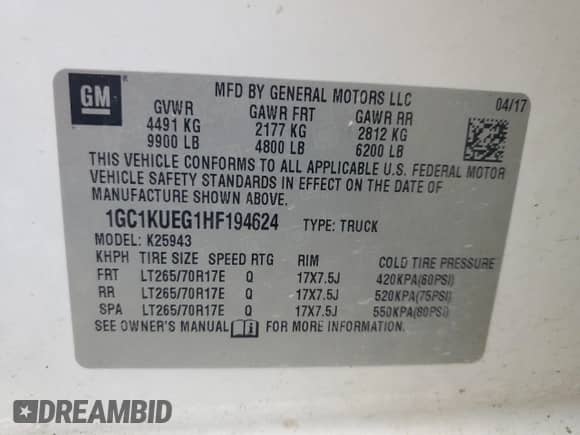 GM
®
MFD BY GENERAL MOTORS LLC
04/17
GVWR GAWR FRT GAWR RR
4491 KG 2177 KG 2812 KG
9900 LB 4800 LB 6200 LB
THIS VEHICLE CONFORMS TO ALL APPLICABLE U.S. FEDERAL MOTOR
VEHICLE SAFETY STANDARDS IN EFFECT ON THE DATE OF
MANUFACTURE SHOWN ABOVE.
1GC1KUEG1HF194624 TYPE: TRUCK
MODEL: K25943
KHPH TIRE SIZE SPEED RTG RIM COLD TIRE PRESSURE
FRT LT265/70R17E Q 17X7.5J 420KPA(60PSI)
RR LT265/70R17E Q 17X7.5J 520KPA(75PSI)
SPA LT265/70R17E Q 17X7.5J 550KPA(80PSI)
SEE OWNER'S MANUAL FOR MORE INFORMATION.
DREAMBID